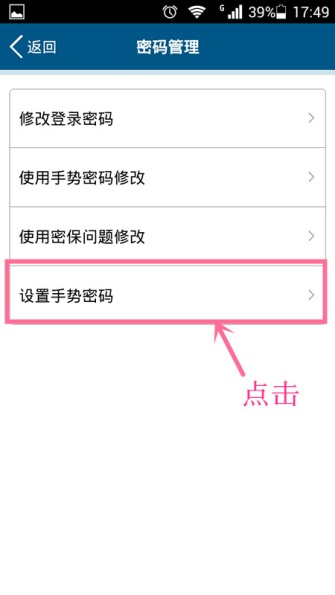 G 39% 17:49
返回 密码管理
修改登录密码
使用手势密码修改
使用密保问题修改
设置手势密码
点击